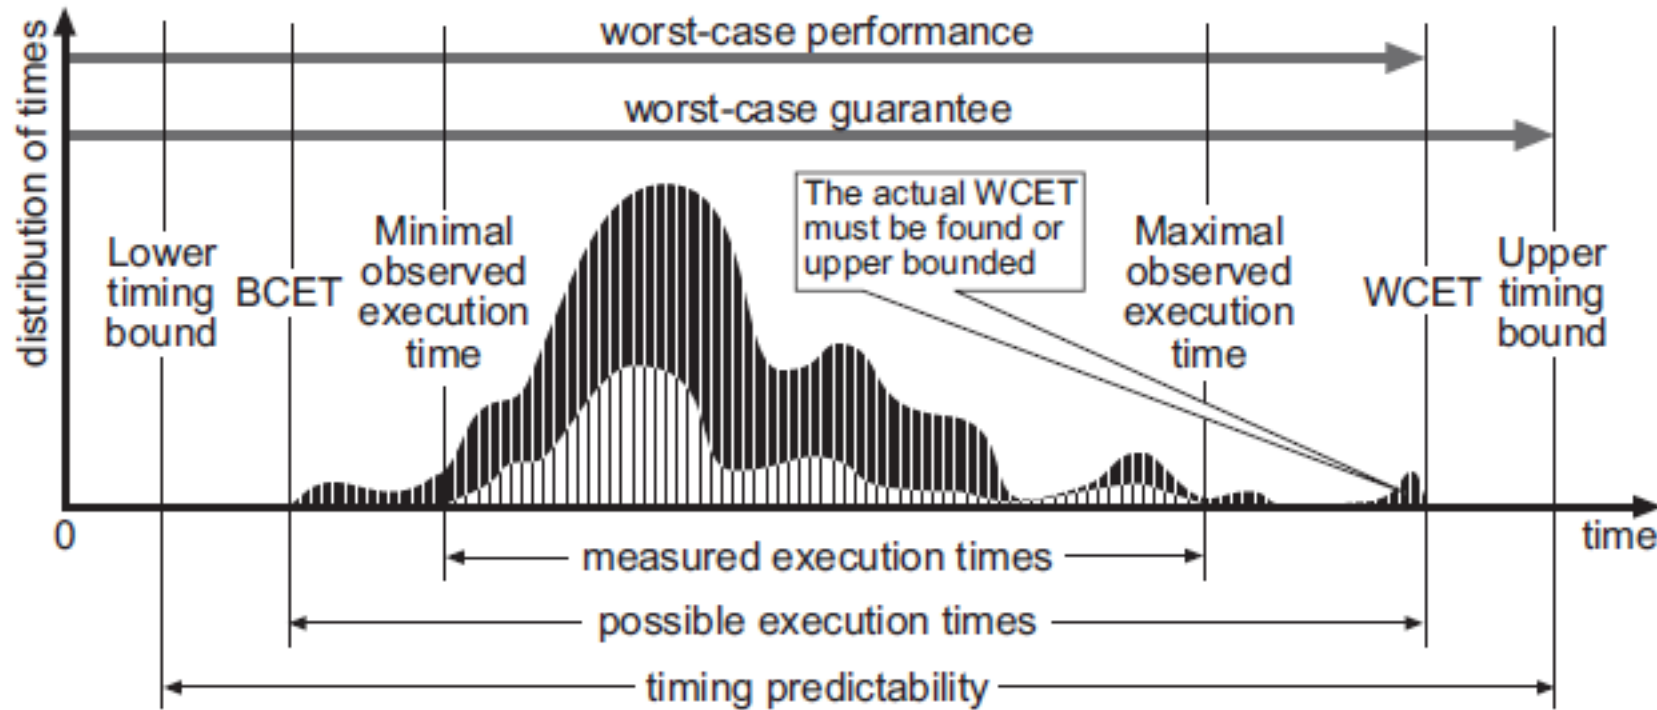 worst-case performance
worst-case guarantee
distribution of times
The actual WCET
must be found or
upper bounded
Lower
timing
bound
BCET
Minimal
observed
execution
time
Maximal
observed
execution
time
WCET
Upper
timing
bound
0
time
measured execution times
possible execution times
timing predictability